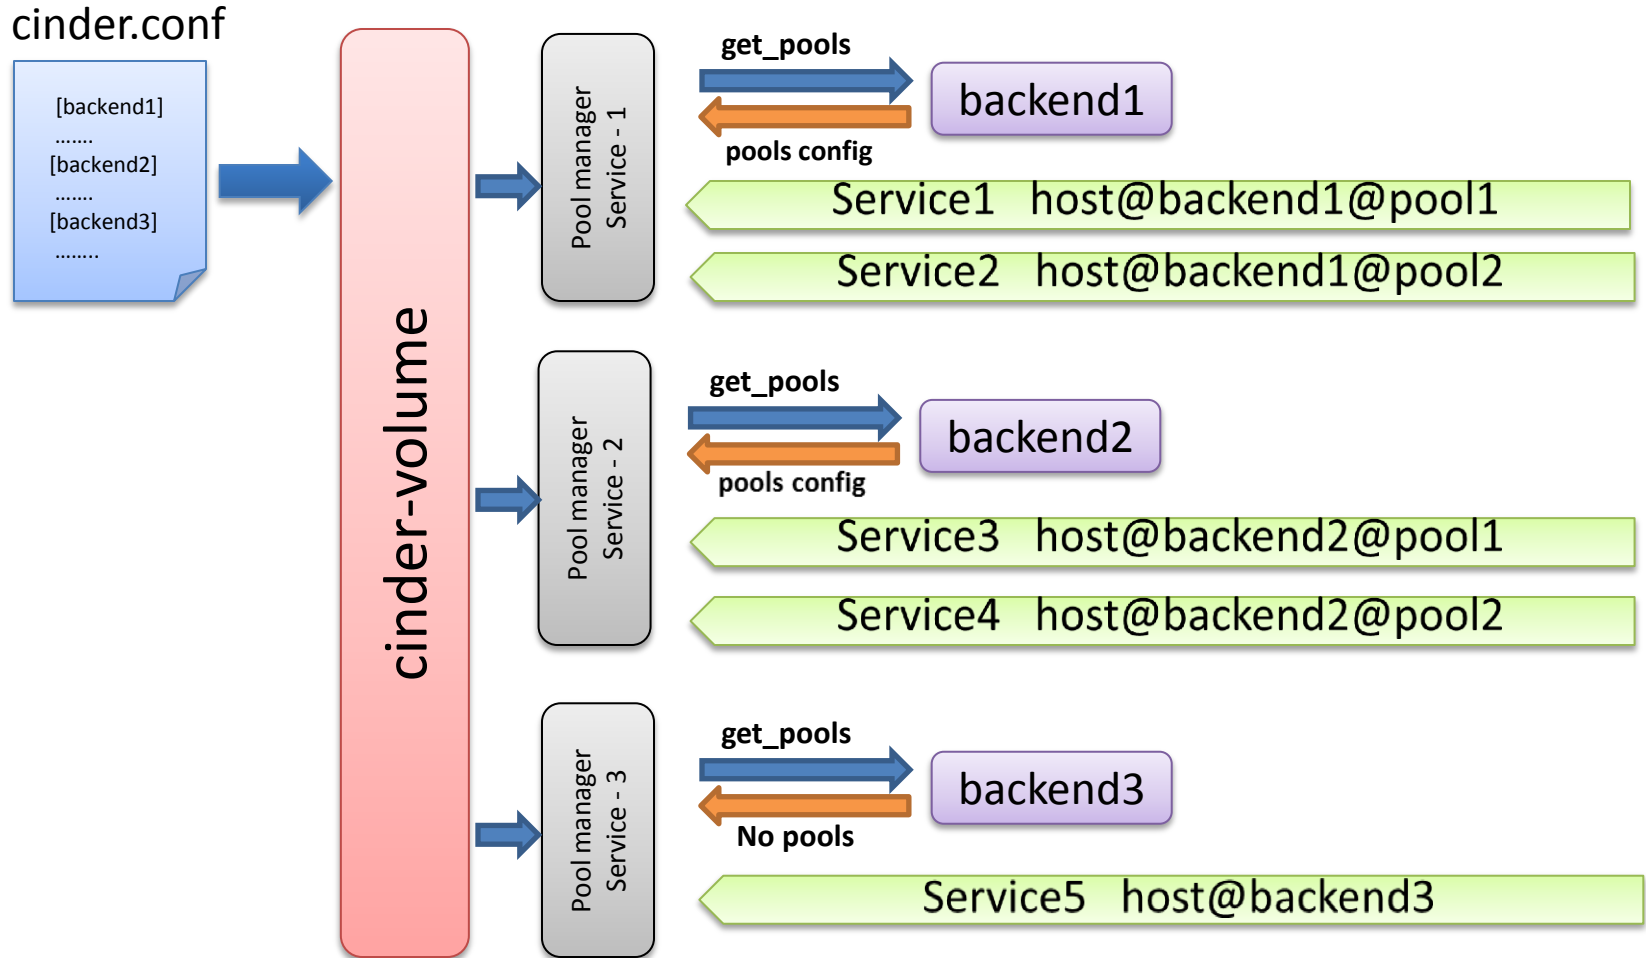 cinder.conf
[backend1]
.......
[backend2]
.......
[backend3]
........
cinder-volume
Pool manager
Service - 1
get_pools
pools config
backend1
Service1 host@backend1@pool1
Service2 host@backend1@pool2
Pool manager
Service - 2
get_pools
pools config
backend2
Service3 host@backend2@pool1
Service4 host@backend2@pool2
Pool manager
Service - 3
get_pools
No pools
backend3
Service5 host@backend3